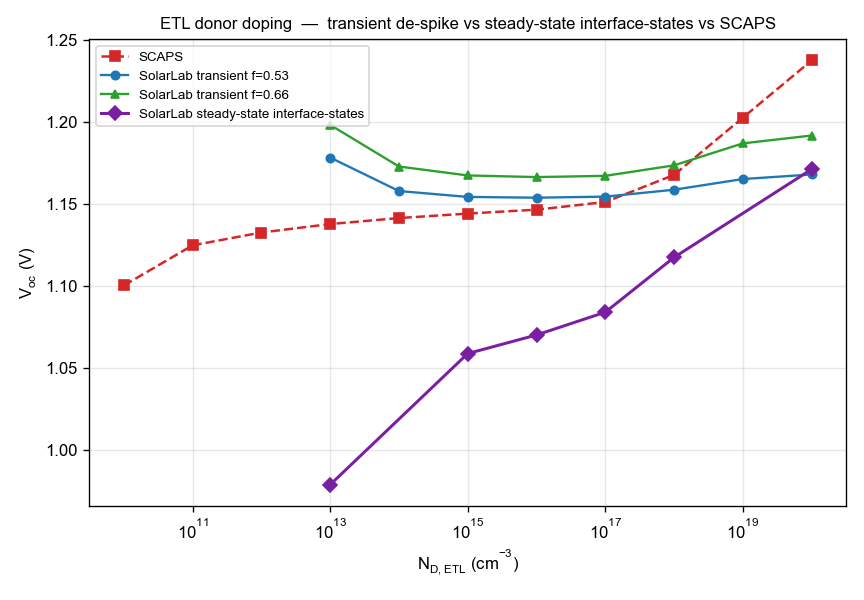 ETL donor doping — transient de-spike vs steady-state interface-states vs SCAPS
SCAPS
SolarLab transient f=0.53
SolarLab transient f=0.66
SolarLab steady-state interface-states
1.25
1.20
1.15
1.10
1.05
1.00
V_oc (V)
10^11 10^13 10^15 10^17 10^19
N_D, ETL (cm^−3)